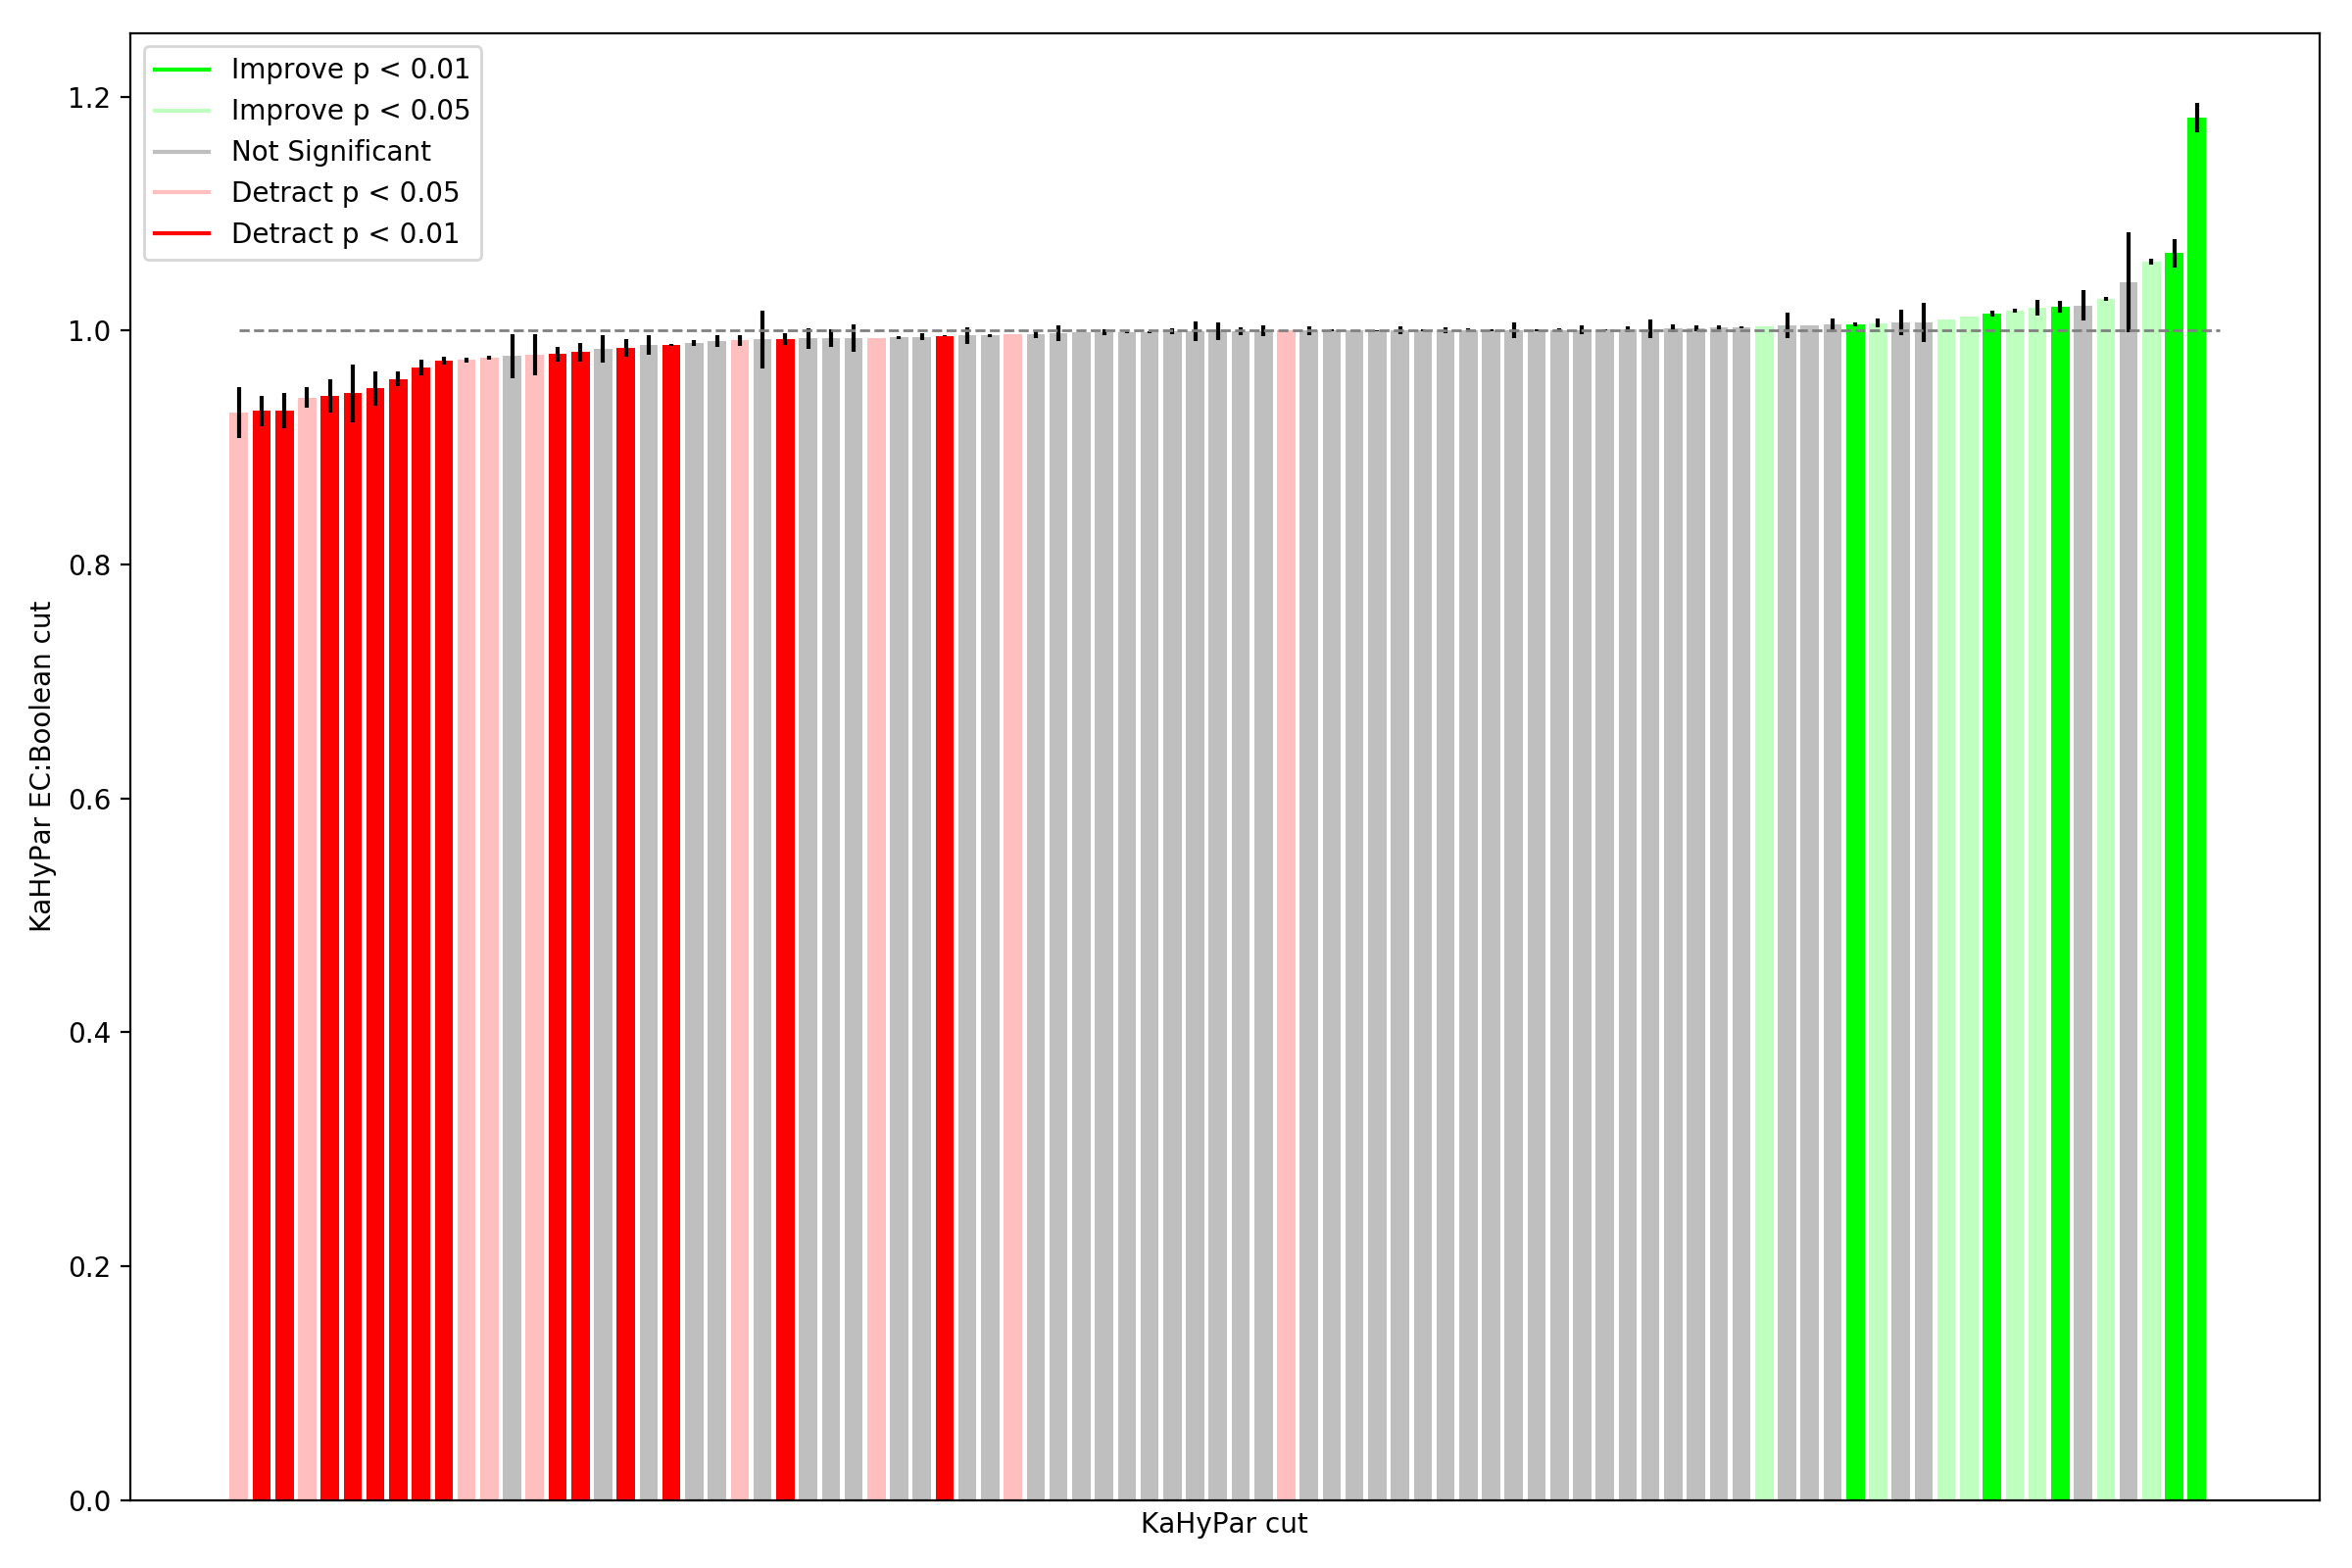 Improve p < 0.01
Improve p < 0.05
Not Significant
Detract p < 0.05
Detract p < 0.01
1.2
1.0
0.8
0.6
0.4
0.2
0.0
KaHyPar EC:Boolean cut
KaHyPar cut